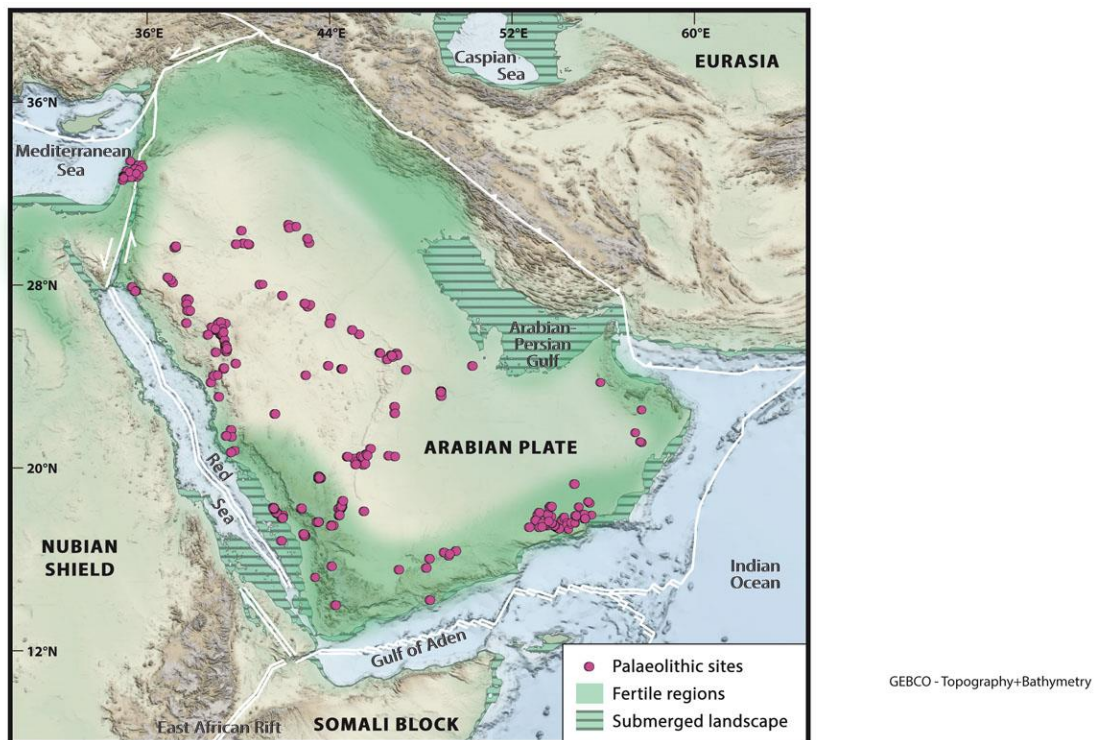 36°E
44°E
52°E
60°E
Caspian
Sea
EURASIA
36°N
Mediterranean
Sea
28°N
Arabian-
Persian
Gulf
ARABIAN PLATE
20°N
Red
Sea
NUBIAN
SHIELD
Indian
Ocean
12°N
Gulf of Aden
East African Rift
SOMALI BLOCK
Palaeolithic sites
Fertile regions
Submerged landscape
GEBCO - Topography+Bathymetry